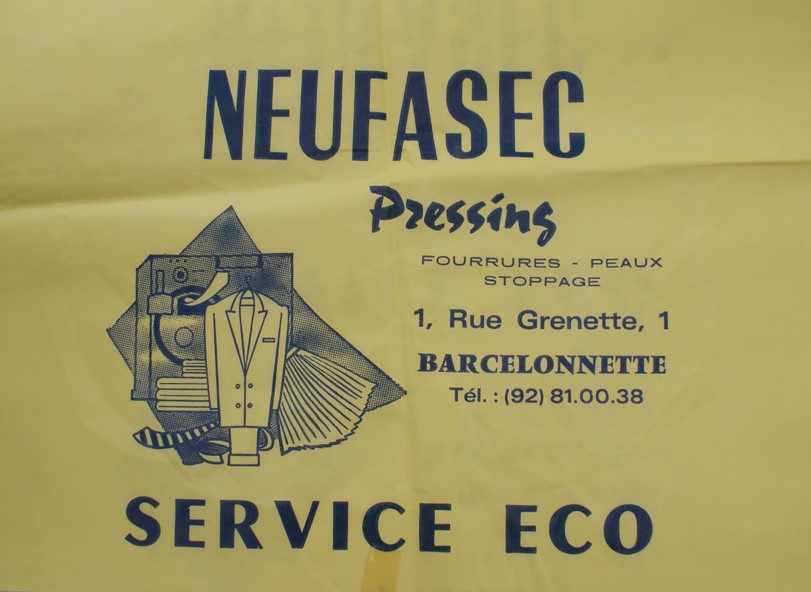 NEUFASEC
Pressing
FOURRURES - PEAUX
STOPPAGE
1, Rue Grenette, 1
BARCELONNETTE
Tél. : (92) 81.00.38
SERVICE ECO